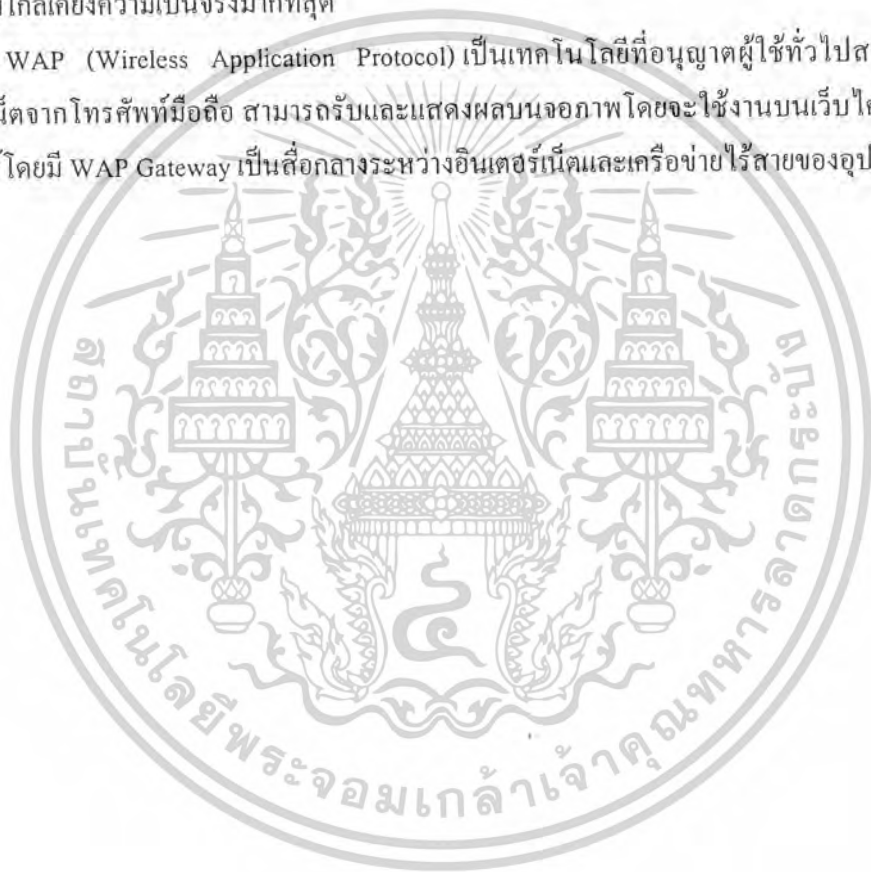 ใกล้เคียงความเป็นจริงมากที่สุด
WAP (Wireless Application Protocol) เป็นเทคโนโลยีที่อนุญาตผู้ใช้ทั่วไปส
น็ตจากโทรศัพท์มือถือ สามารถรับและแสดงผลบนจอภาพโดยจะใช้งานบนเว็บไ
โดยมี WAP Gateway เป็นสื่อกลางระหว่างอินเตอร์เน็ตและเครือข่ายไร้สายของอุป
สถาบันเทคโนโลยีพระจอมเกล้าเจ้าคุณทหารลาดกระบัง
๔